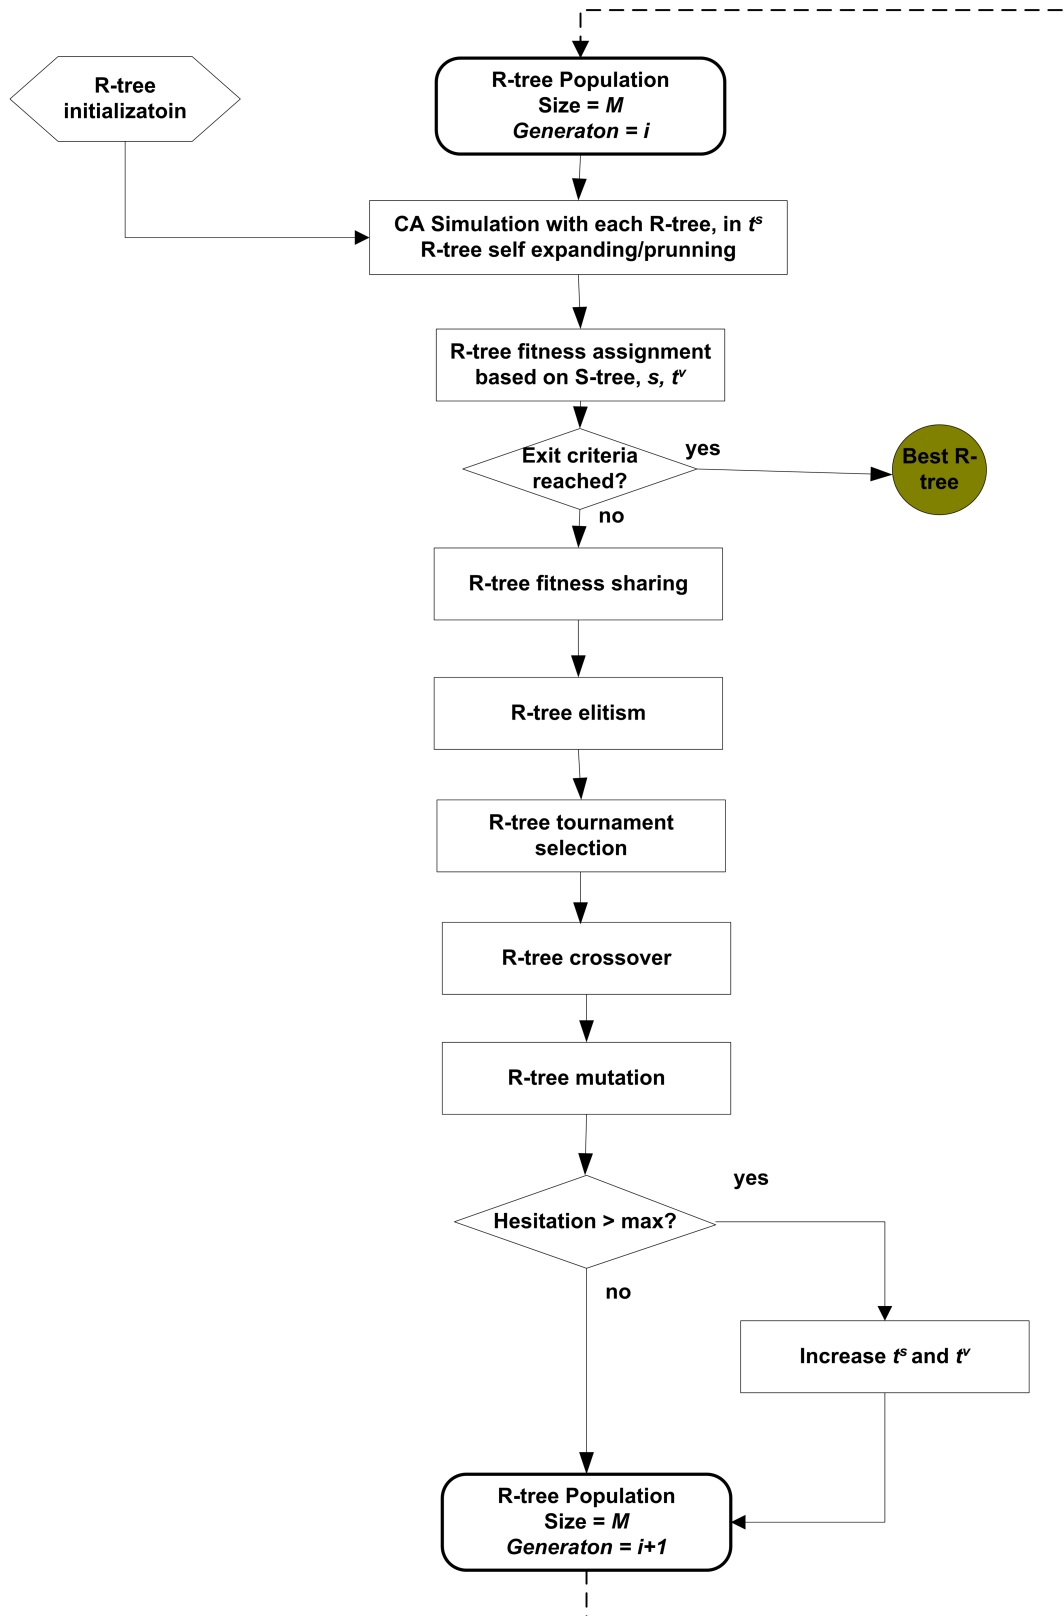 R-tree
initializatoin
R-tree Population
Size = M
Generaton = i
CA Simulation with each R-tree, in tˢ
R-tree self expanding/prunning
R-tree fitness assignment
based on S-tree, s, tᵛ
Exit criteria
reached?
yes
Best R-
tree
no
R-tree fitness sharing
R-tree elitism
R-tree tournament
selection
R-tree crossover
R-tree mutation
Hesitation > max?
yes
no
Increase tˢ and tᵛ
R-tree Population
Size = M
Generaton = i+1